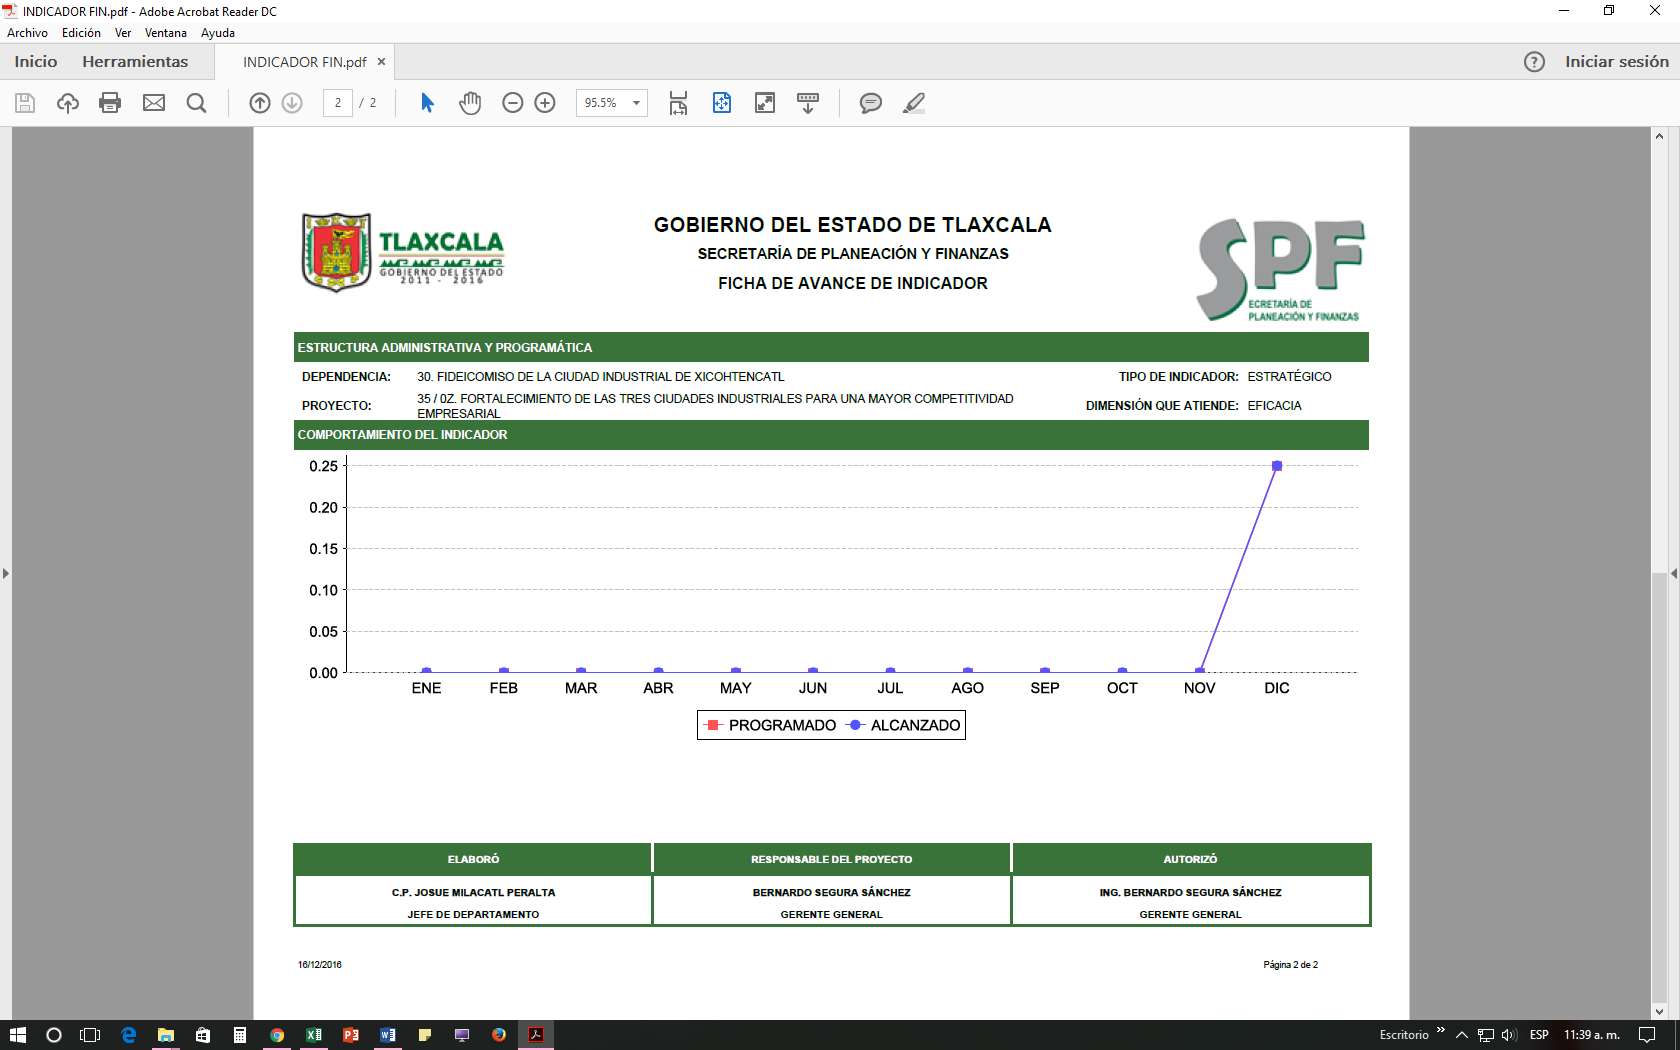 INDICADOR FIN.pdf - Adobe Acrobat Reader DC
Archivo Edición Ver Ventana Ayuda
Inicio Herramientas INDICADOR FIN.pdf × ? Iniciar sesión
2 / 2 95.5%
TLAXCALA
GOBIERNO DEL ESTADO
2011 - 2016
GOBIERNO DEL ESTADO DE TLAXCALA
SECRETARÍA DE PLANEACIÓN Y FINANZAS
FICHA DE AVANCE DE INDICADOR
SPF
ECRETARÍA DE
PLANEACIÓN Y FINANZAS
ESTRUCTURA ADMINISTRATIVA Y PROGRAMÁTICA
DEPENDENCIA: 30. FIDEICOMISO DE LA CIUDAD INDUSTRIAL DE XICOHTENCATL TIPO DE INDICADOR: ESTRATÉGICO
PROYECTO: 35 / 0Z. FORTALECIMIENTO DE LAS TRES CIUDADES INDUSTRIALES PARA UNA MAYOR COMPETITIVIDAD
EMPRESARIAL DIMENSIÓN QUE ATIENDE: EFICACIA
COMPORTAMIENTO DEL INDICADOR
0.25
0.20
0.15
0.10
0.05
0.00
ENE FEB MAR ABR MAY JUN JUL AGO SEP OCT NOV DIC
PROGRAMADO ALCANZADO
ELABORÓ RESPONSABLE DEL PROYECTO AUTORIZÓ
C.P. JOSUE MILACATL PERALTA BERNARDO SEGURA SÁNCHEZ ING. BERNARDO SEGURA SÁNCHEZ
JEFE DE DEPARTAMENTO GERENTE GENERAL GERENTE GENERAL
16/12/2016 Página 2 de 2
Escritorio ESP 11:39 a. m.